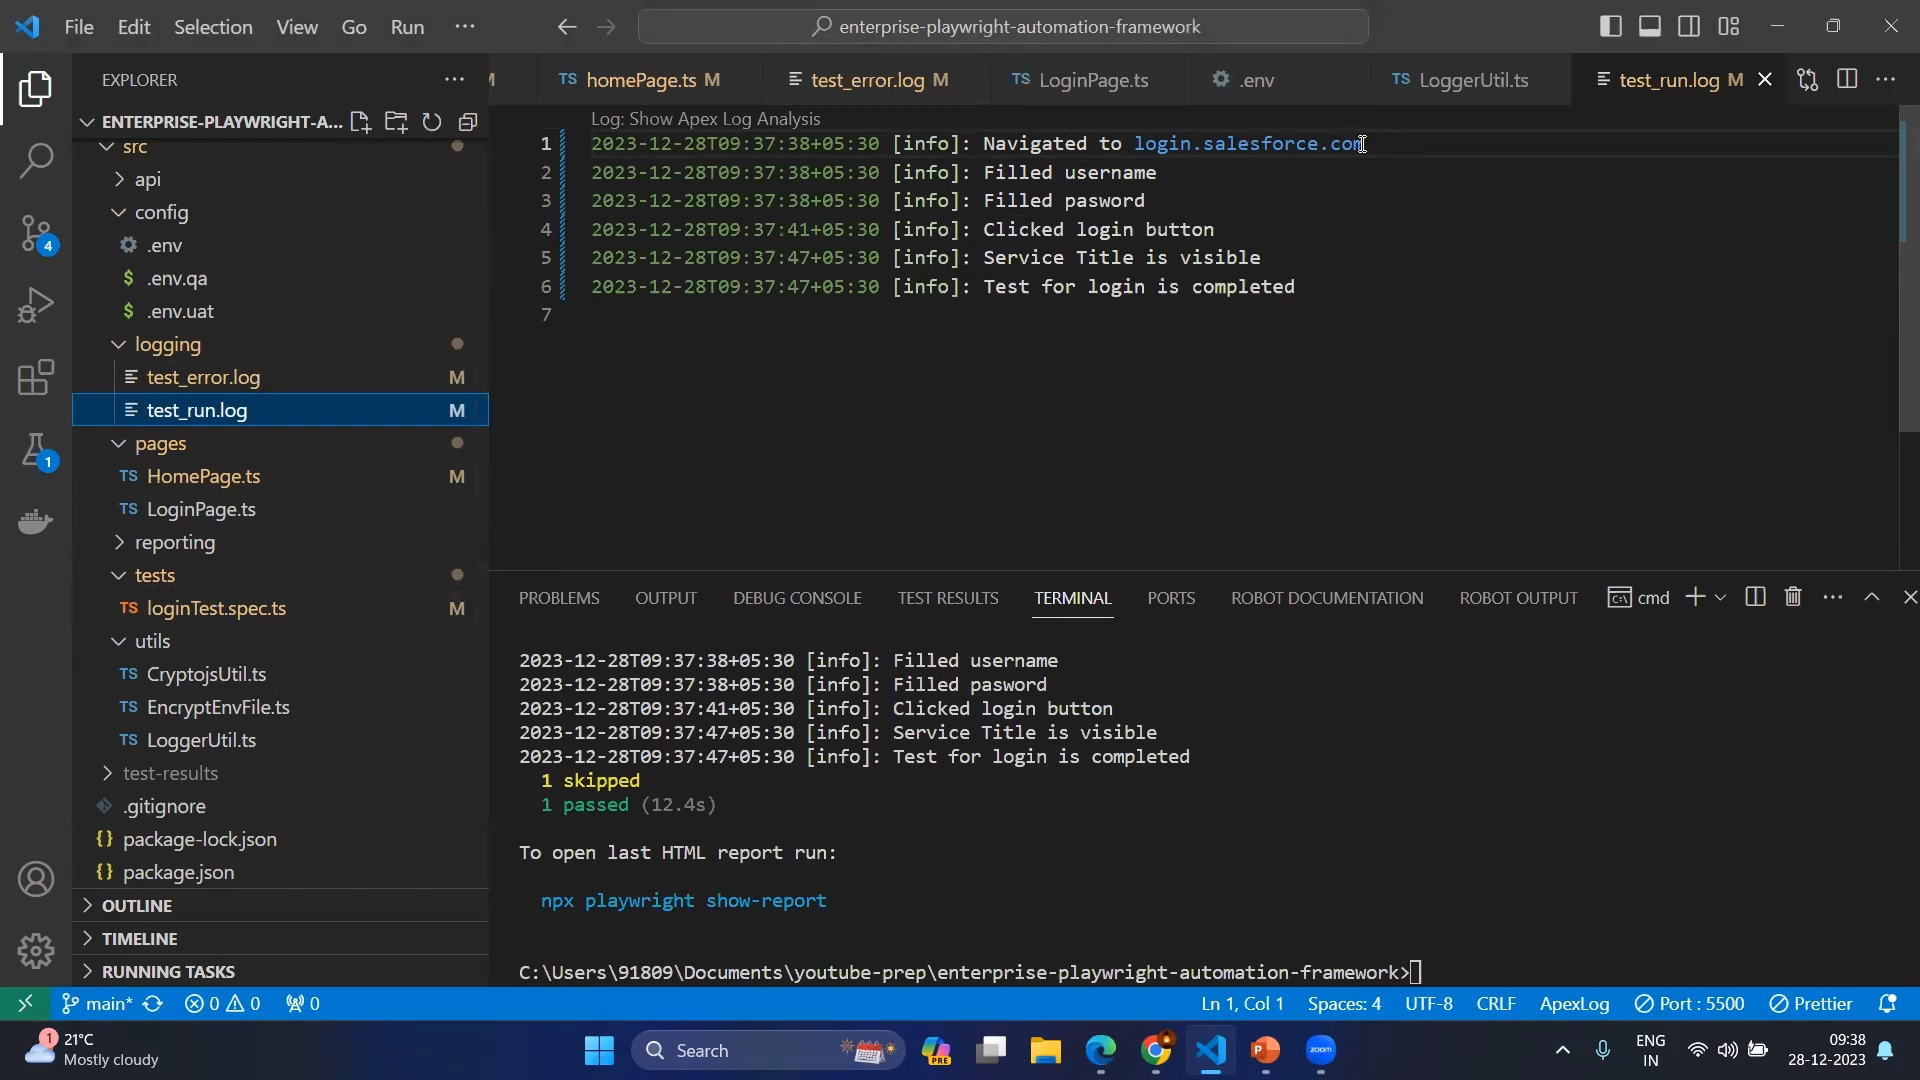 File Edit Selection View Go Run ···
enterprise-playwright-automation-framework
EXPLORER
ENTERPRISE-PLAYWRIGHT-A...
src
api
config
.env
$ .env.qa
$ .env.uat
logging
test_error.log M
test_run.log M
pages
TS HomePage.ts M
TS LoginPage.ts
reporting
tests
TS loginTest.spec.ts M
utils
TS CryptojsUtil.ts
TS EncryptEnvFile.ts
TS LoggerUtil.ts
test-results
.gitignore
{} package-lock.json
{} package.json
OUTLINE
TIMELINE
RUNNING TASKS
4
1
M TS homePage.ts M test_error.log M TS LoginPage.ts .env TS LoggerUtil.ts test_run.log M
Log: Show Apex Log Analysis
1 2023-12-28T09:37:38+05:30 [info]: Navigated to login.salesforce.com
2 2023-12-28T09:37:38+05:30 [info]: Filled username
3 2023-12-28T09:37:38+05:30 [info]: Filled pasword
4 2023-12-28T09:37:41+05:30 [info]: Clicked login button
5 2023-12-28T09:37:47+05:30 [info]: Service Title is visible
6 2023-12-28T09:37:47+05:30 [info]: Test for login is completed
7
PROBLEMS OUTPUT DEBUG CONSOLE TEST RESULTS TERMINAL PORTS ROBOT DOCUMENTATION ROBOT OUTPUT cmd
2023-12-28T09:37:38+05:30 [info]: Filled username
2023-12-28T09:37:38+05:30 [info]: Filled pasword
2023-12-28T09:37:41+05:30 [info]: Clicked login button
2023-12-28T09:37:47+05:30 [info]: Service Title is visible
2023-12-28T09:37:47+05:30 [info]: Test for login is completed
1 skipped
1 passed (12.4s)
To open last HTML report run:
npx playwright show-report
C:\Users\91809\Documents\youtube-prep\enterprise-playwright-automation-framework>
main* 0 0 0 Ln 1, Col 1 Spaces: 4 UTF-8 CRLF ApexLog Port : 5500 Prettier
1 21°C
Mostly cloudy
Search
PRE
zoom
ENG
IN
09:38
28-12-2023